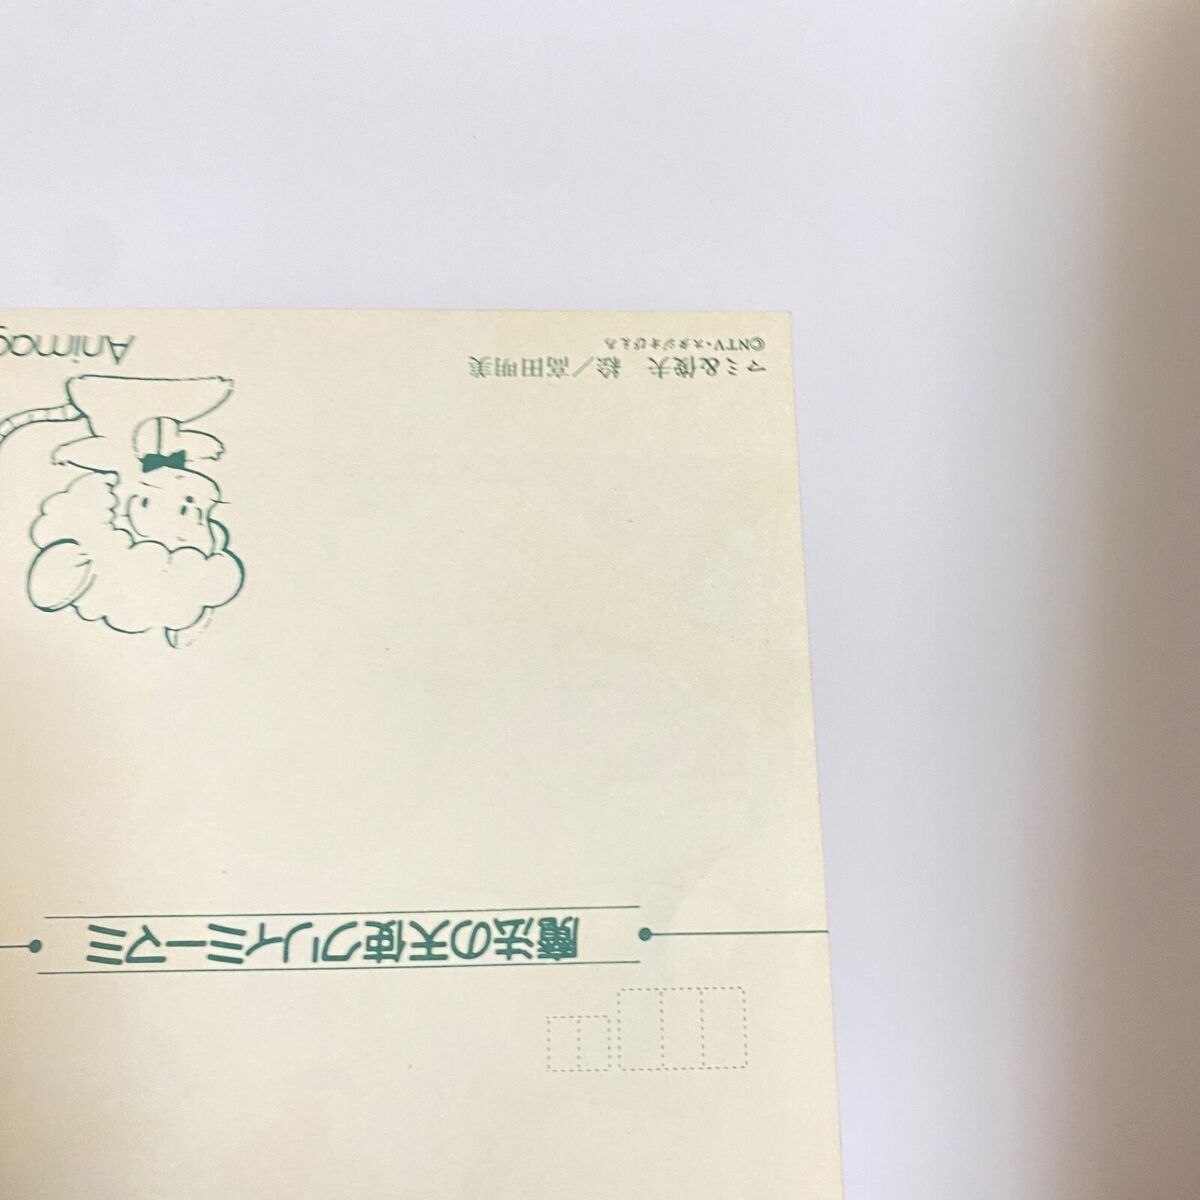 魔法の天使クリィミーマミ
マミ&俊夫　絵／高田明美
©NTV・スタジオぴえろ
Animag